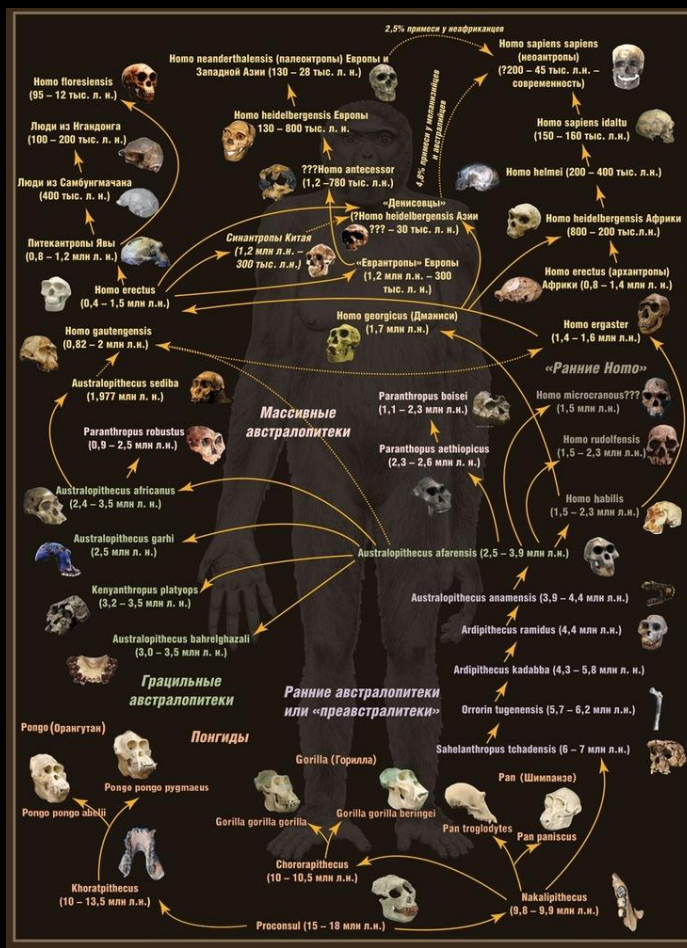 2,5% примеси у неафриканцев
Homo neanderthalensis (палеонтропы) Европы и
Западной Азии (130 – 28 тыс. л. н.)
Homo sapiens sapiens
(неоантропы)
(?200 - 45 тыс. л.н. –
современность)
Homo floresiensis
(95 - 12 тыс. л. н.)
Homo heidelbergensis Европы
130 – 800 тыс. л. н.
4,8% примеси у меланизийцев
и австралийцев
Люди из Нгандонга
(100 - 200 тыс. л. н.)
Homo sapiens idaltu
(150 – 160 тыс. л.н.)
???Homo antecessor
(1,2 –780 тыс. л.н.)
Homo helmei (200 – 400 тыс. л.н.)
Люди из Самбунгмачана
(400 тыс. л.н.)
«Денисовцы»
(?Homo heidelbergensis Азии
??? – 30 тыс. л. н.)
Homo heidelbergensis Африки
(800 – 200 тыс.л.н.)
Синантропы Китая
(1,2 млн л.н. –
300 тыс. л.н.)
Питекантропы Явы
(0,8 – 1,2 млн л.н.)
«Еврантропы» Европы
(1,2 млн л.н. – 300
тыс. л. н.)
Homo erectus (архантропы)
Африки (0,8 – 1,4 млн л.н.)
Homo erectus
(0,4 – 1,5 млн л.н.)
Homo georgicus (Дманиси)
(1,7 млн л.н.)
Homo gautengensis
(0,82 – 2 млн л.н.)
Homo ergaster
(1,4 – 1,6 млн л.н.)
«Ранние Homo»
Australopithecus sediba
(1,977 млн л. н.)
Homo microcranous???
(1,5 млн л.н.)
Массивные
австралопитеки
Paranthropus boisei
(1,1 – 2,3 млн л.н.)
Paranthropus robustus
(0,9 – 2,5 млн л.н.)
Homo rudolfensis
(1,5 – 2,3 млн л.н.)
Paranthopus aethiopicus
(2,3 – 2,6 млн л. н.)
Australopithecus africanus
(2,4 – 3,5 млн л. н.)
Homo habilis
(1,5 – 2,3 млн л.н.)
Australopithecus garhi
(2,5 млн л.н.)
Australopithecus afarensis (2,5 – 3,9 млн л.н.)
Kenyanthropus platyops
(3,2 – 3,5 млн л. н.)
Australopithecus anamensis (3,9 – 4,4 млн л.н.)
Australopithecus bahrelghazali
(3,0 – 3,5 млн л.н.)
Ardipithecus ramidus (4,4 млн л.н.)
Ardipithecus kadabba (4,3 – 5,8 млн л. н.)
Грацильные
австралопитеки
Ранние австралопитеки
или «преавстралитеки»
Orrorin tugenensis (5,7 – 6,2 млн л.н.)
Sahelanthropus tchadensis (6 – 7 млн л.н.)
Pongo (Орангутан)
Понгиды
Gorilla (Горилла)
Pan (Шимпанзе)
Pongo pongo pygmaeus
Pongo pongo abelii
Gorilla gorilla gorilla
Gorilla gorilla beringei
Pan troglodytes
Pan paniscus
Khoratpithecus
(10 – 13,5 млн л.н.)
Chororapithecus
(10 – 10,5 млн л.н.)
Nakalipithecus
(9,8 – 9,9 млн л.н.)
Proconsul (15 – 18 млн л.н.)